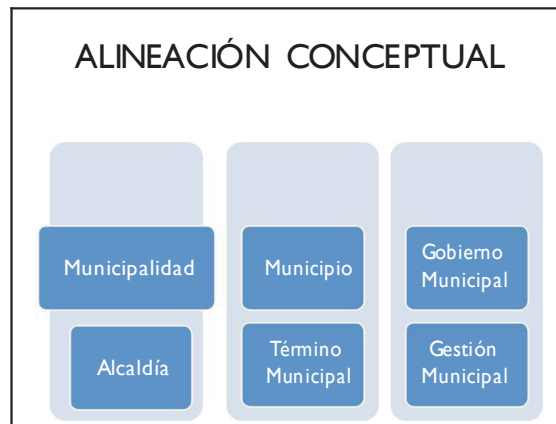 ALINEACIÓN CONCEPTUAL
Municipalidad
Alcaldía
Municipio
Término
Municipal
Gobierno
Municipal
Gestión
Municipal